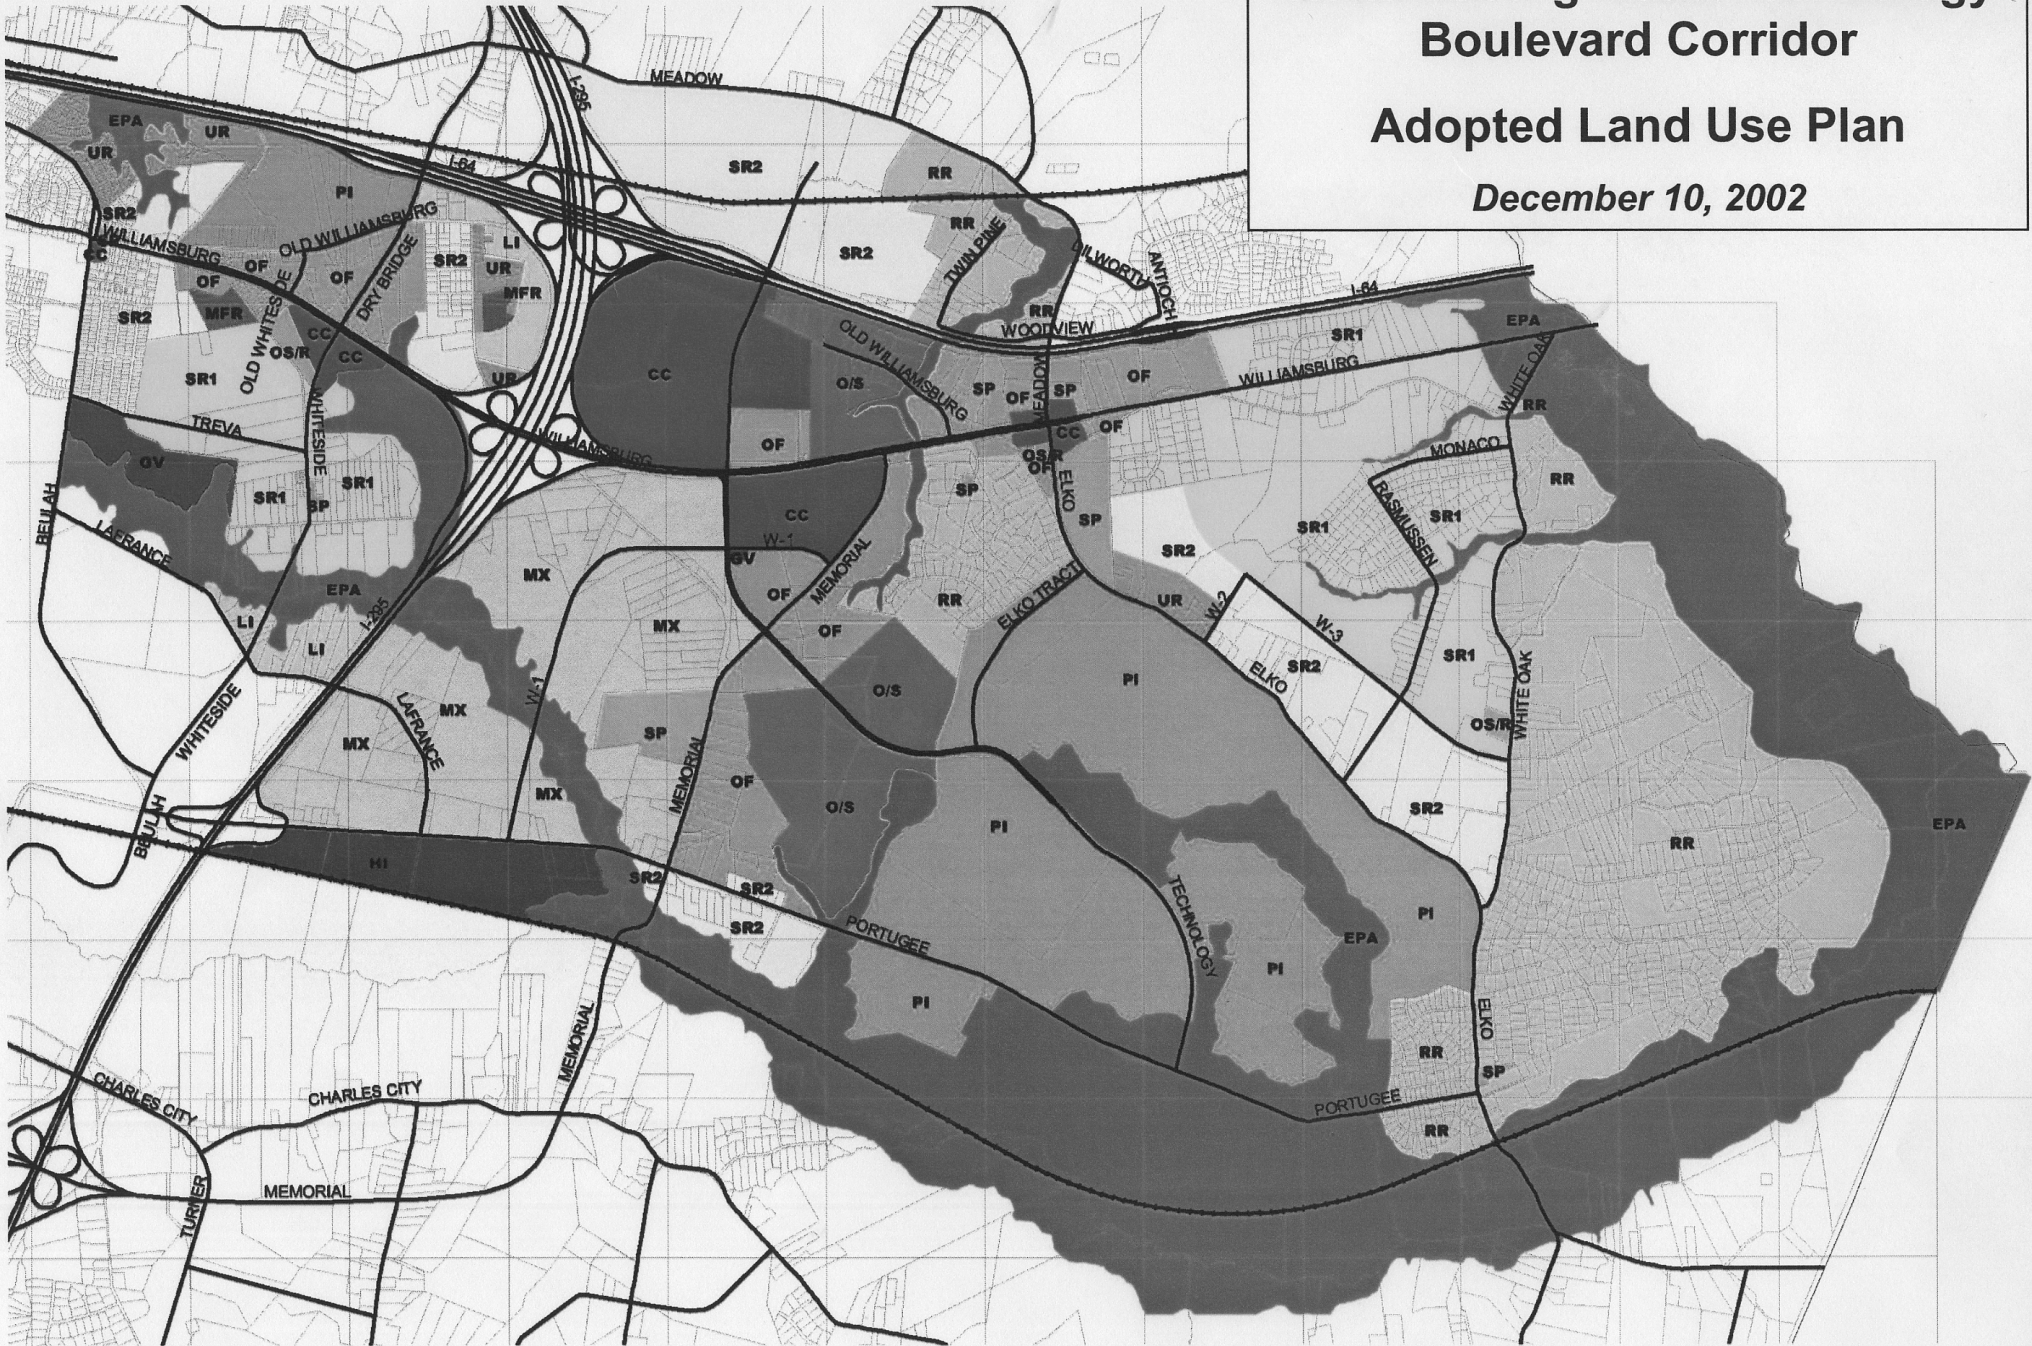 Boulevard Corridor
Adopted Land Use Plan
December 10, 2002
MEADOW
I-295
EPA
UR
UR
I-64
SR2
RR
PI
SR2
WILLIAMSBURG
CC
OLD WILLIAMSBURG
OF
OF
OF
MFR
OLD WHITESIDE
DRY BRIDGE
SR2
LI
UR
MFR
SR2
RR
TWIN PINE
DILWORTH
ANTIOCH
RR
WOODVIEW
I-64
SR2
CC
CC
OS/R
SR1
UR
CC
OLD WILLIAMSBURG
O/S
SP
OF
MEADOW
SP
OF
SR1
WILLIAMSBURG
EPA
WHITE OAK
RR
TREVA
WHITESIDE
GV
SR1
SP
SR1
WILLIAMSBURG
OF
CC
OF
OS/R
OF
SP
ELKO
MONACO
RR
RASMUSSEN
SR1
SR1
BEULAH
LAFRANCE
CC
W-1
GV
MEMORIAL
SP
SR2
MX
EPA
I-295
OF
RR
ELKO TRACT
UR
W-2
W-3
LI
LI
MX
OF
SR2
ELKO
SR1
WHITE OAK
PI
O/S
W-1
MX
LAFRANCE
MX
WHITESIDE
SP
MEMORIAL
OS/R
OF
MX
O/S
SR2
BEULAH
PI
RR
EPA
HI
SR2
SR2
SR2
PORTUGEE
TECHNOLOGY
PI
EPA
PI
PI
MEMORIAL
ELKO
RR
SP
PORTUGEE
RR
CHARLES CITY
CHARLES CITY
MEMORIAL
TURNER